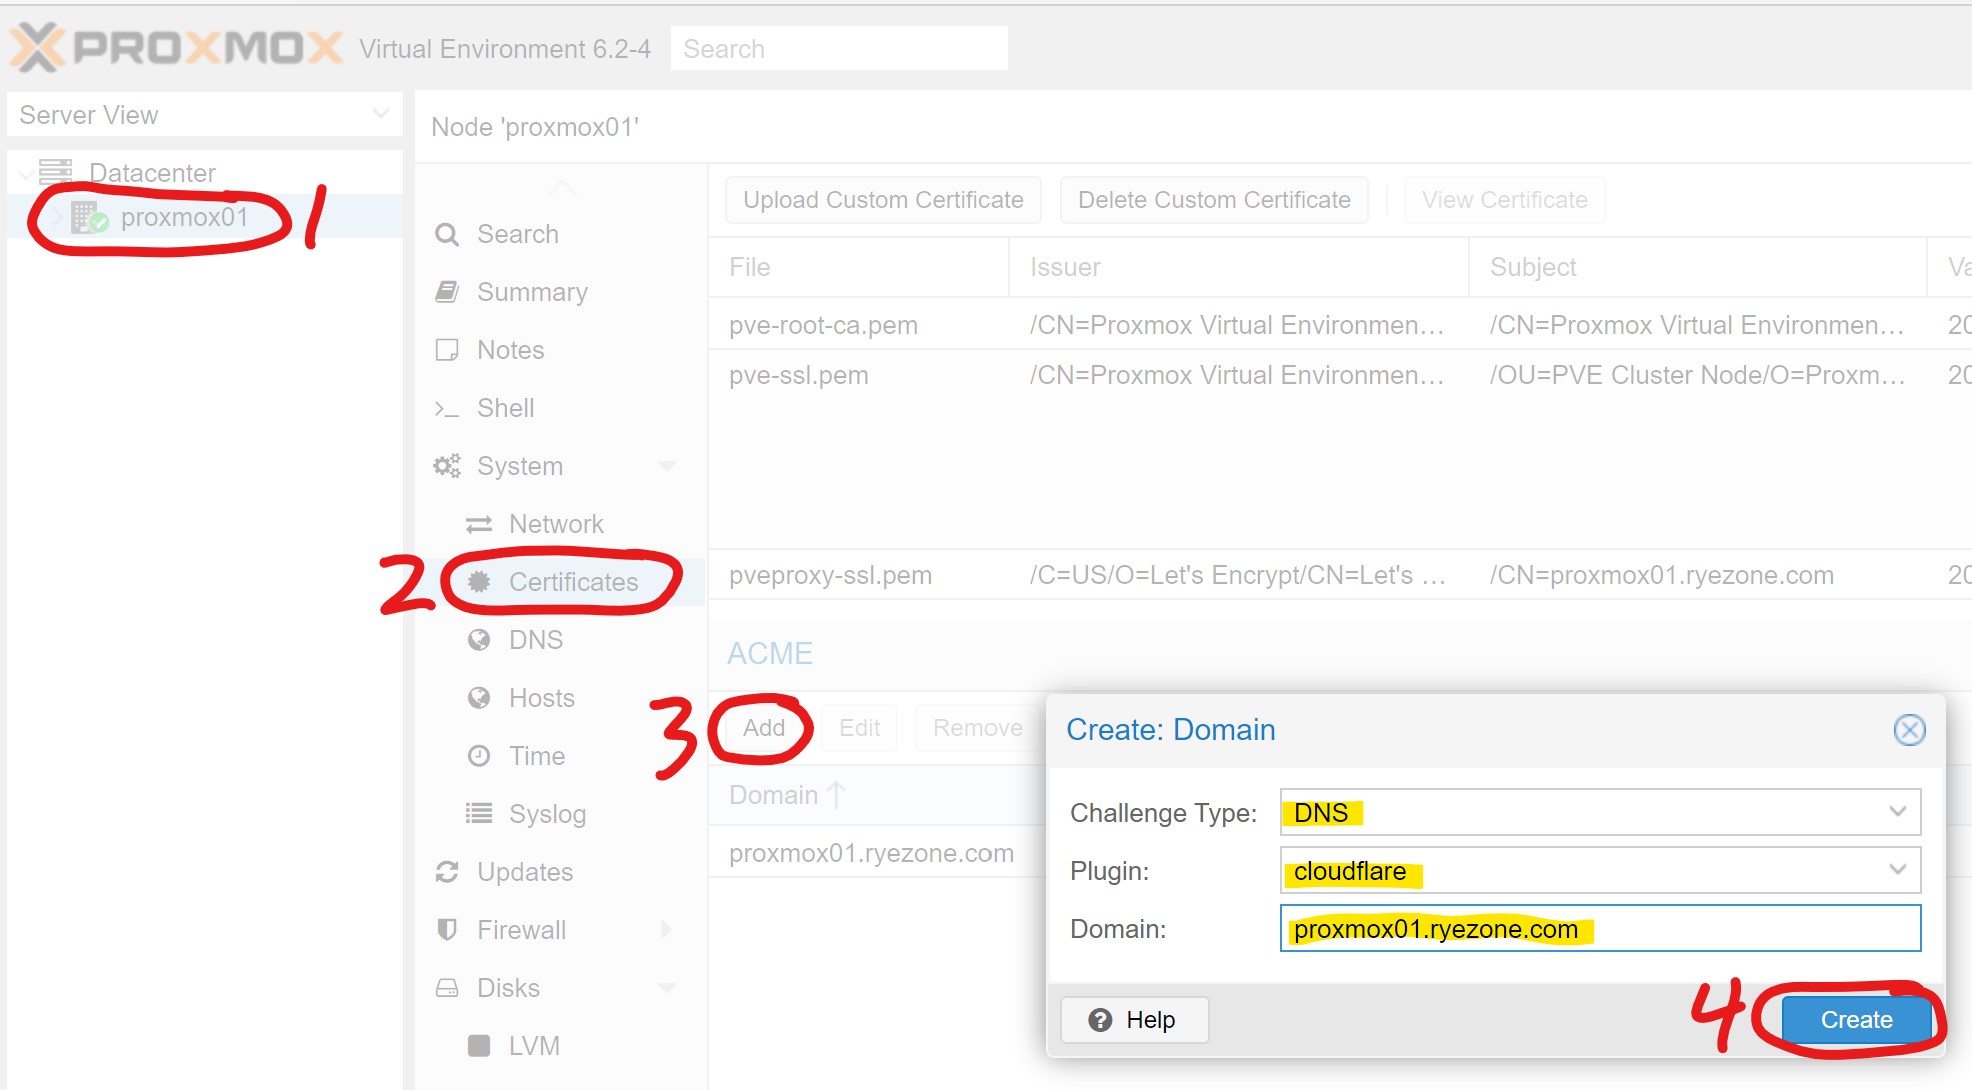 PROXMOX Virtual Environment 6.2-4 Search
Server View
Node 'proxmox01'
Datacenter
proxmox01 1
Upload Custom Certificate Delete Custom Certificate View Certificate
Search
Summary
Notes
Shell
System
Network
2 Certificates
DNS
Hosts
Time
Syslog
Updates
Firewall
Disks
LVM
File Issuer Subject Va
pve-root-ca.pem /CN=Proxmox Virtual Environmen… /CN=Proxmox Virtual Environmen… 20
pve-ssl.pem /CN=Proxmox Virtual Environmen… /OU=PVE Cluster Node/O=Proxm… 20
pveproxy-ssl.pem /C=US/O=Let's Encrypt/CN=Let's … /CN=proxmox01.ryezone.com 20
ACME
3 Add Edit Remove
Domain
proxmox01.ryezone.com
Create: Domain
Challenge Type: DNS
Plugin: cloudflare
Domain: proxmox01.ryezone.com
Help 4 Create